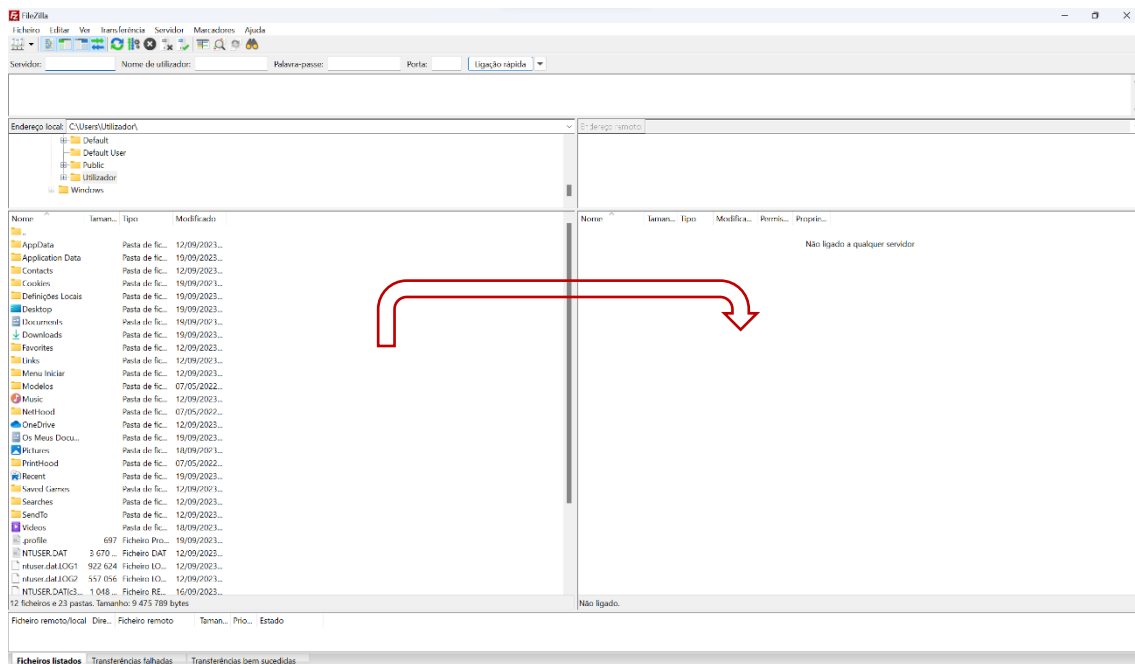 FileZilla
Ficheiro Editar Ver Transferência Servidor Marcadores Ajuda
Servidor: Nome de utilizador: Palavra-passe: Porta: Ligação rápida
Endereço local: C:\Users\Utilizador\ Endereço remoto
Default
Default User
Public
Utilizador
Windows
Nome Taman... Tipo Modificado
..
AppData Pasta de fic... 12/09/2023...
Application Data Pasta de fic... 19/09/2023...
Contacts Pasta de fic... 12/09/2023...
Cookies Pasta de fic... 19/09/2023...
Definições Locais Pasta de fic... 19/09/2023...
Desktop Pasta de fic... 19/09/2023...
Documents Pasta de fic... 19/09/2023...
Downloads Pasta de fic... 19/09/2023...
Favorites Pasta de fic... 12/09/2023...
Links Pasta de fic... 12/09/2023...
Menu Iniciar Pasta de fic... 19/09/2023...
Modelos Pasta de fic... 07/05/2022...
Music Pasta de fic... 12/09/2023...
NetHood Pasta de fic... 07/05/2022...
OneDrive Pasta de fic... 12/09/2023...
Os Meus Docu... Pasta de fic... 19/09/2023...
Pictures Pasta de fic... 18/09/2023...
PrintHood Pasta de fic... 07/05/2022...
Recent Pasta de fic... 19/09/2023...
Saved Games Pasta de fic... 12/09/2023...
Searches Pasta de fic... 12/09/2023...
SendTo Pasta de fic... 12/09/2023...
Videos Pasta de fic... 18/09/2023...
.profile 697 Ficheiro Pro... 19/09/2023...
NTUSER.DAT 3 670 ... Ficheiro DAT 12/09/2023...
ntuser.dat.LOG1 922 624 Ficheiro LO... 12/09/2023...
ntuser.dat.LOG2 557 056 Ficheiro LO... 12/09/2023...
NTUSER.DAT{c3... 1 048 ... Ficheiro RE... 16/09/2023...
12 ficheiros e 23 pastas. Tamanho: 9 475 789 bytes
Nome Taman... Tipo Modifica... Permis... Proprie...
Não ligado a qualquer servidor
Não ligado.
Ficheiro remoto/local Dire... Ficheiro remoto Taman... Prio... Estado
Ficheiros listados Transferências falhadas Transferências bem sucedidas